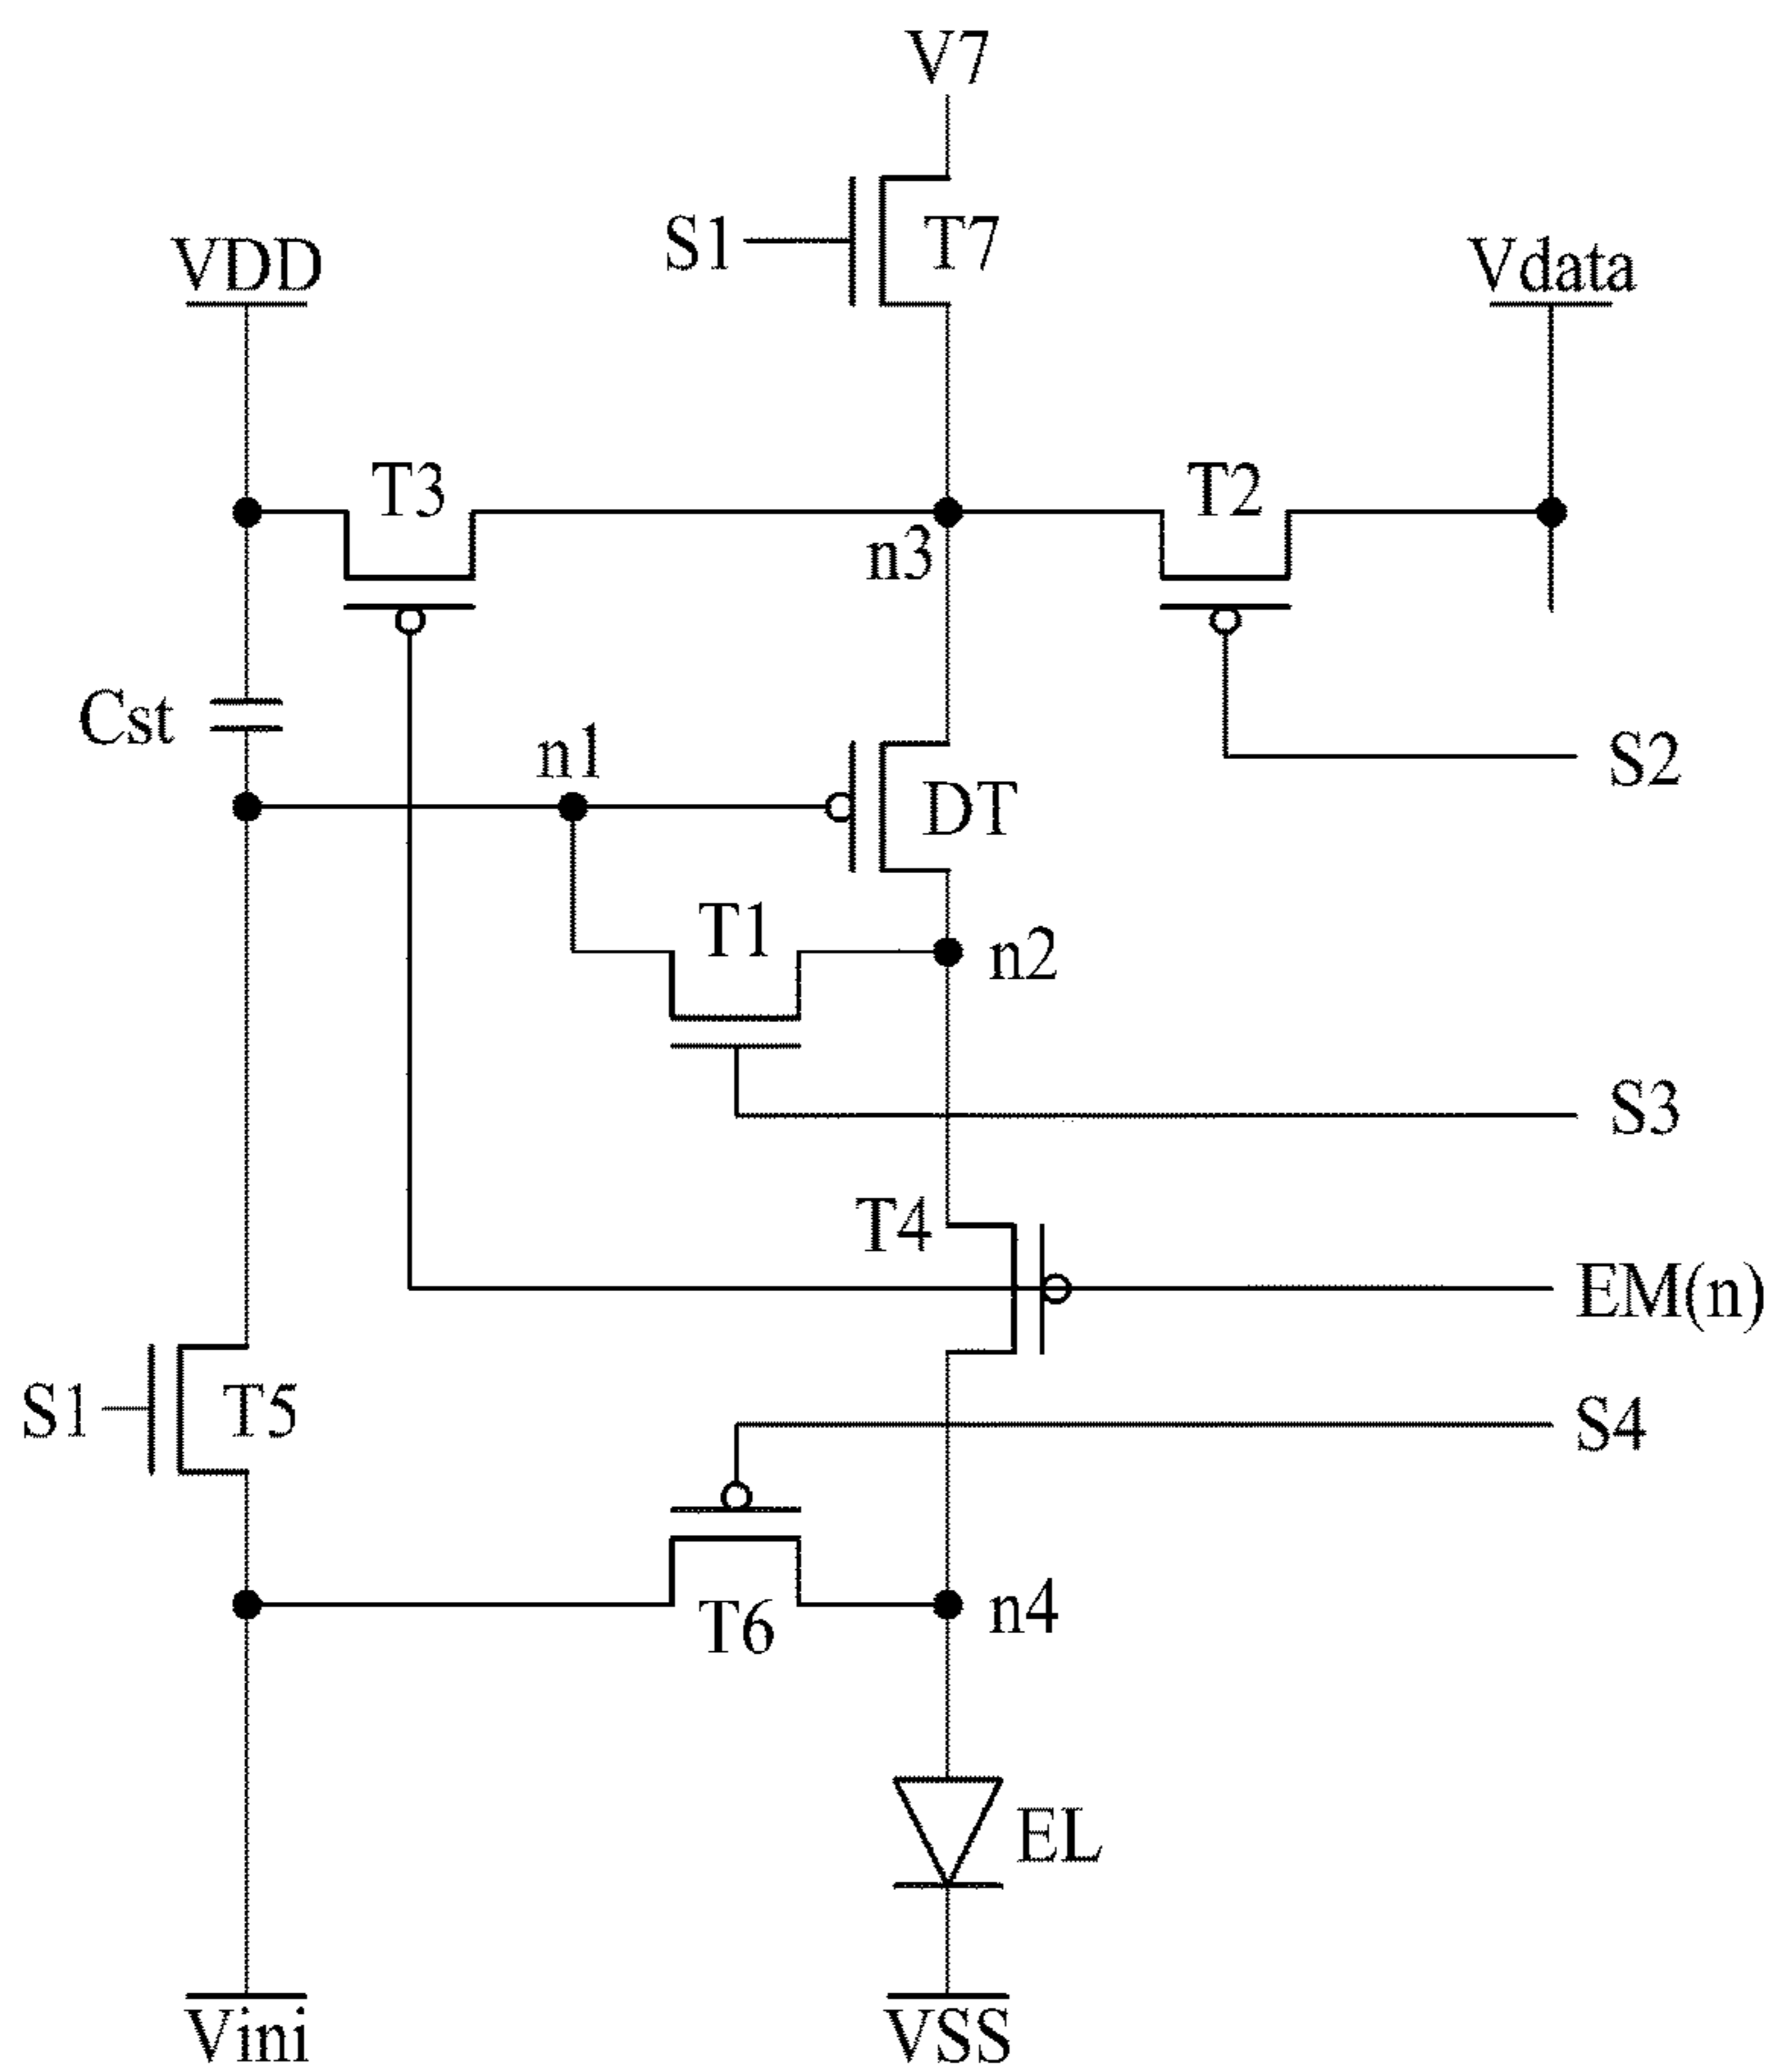 V7
S1
T7
VDD
Vdata
T3
T2
n3
Cst
n1
DT
S2
T1
n2
S3
T4
EM(n)
S1
T5
S4
T6
n4
EL
Vini
VSS